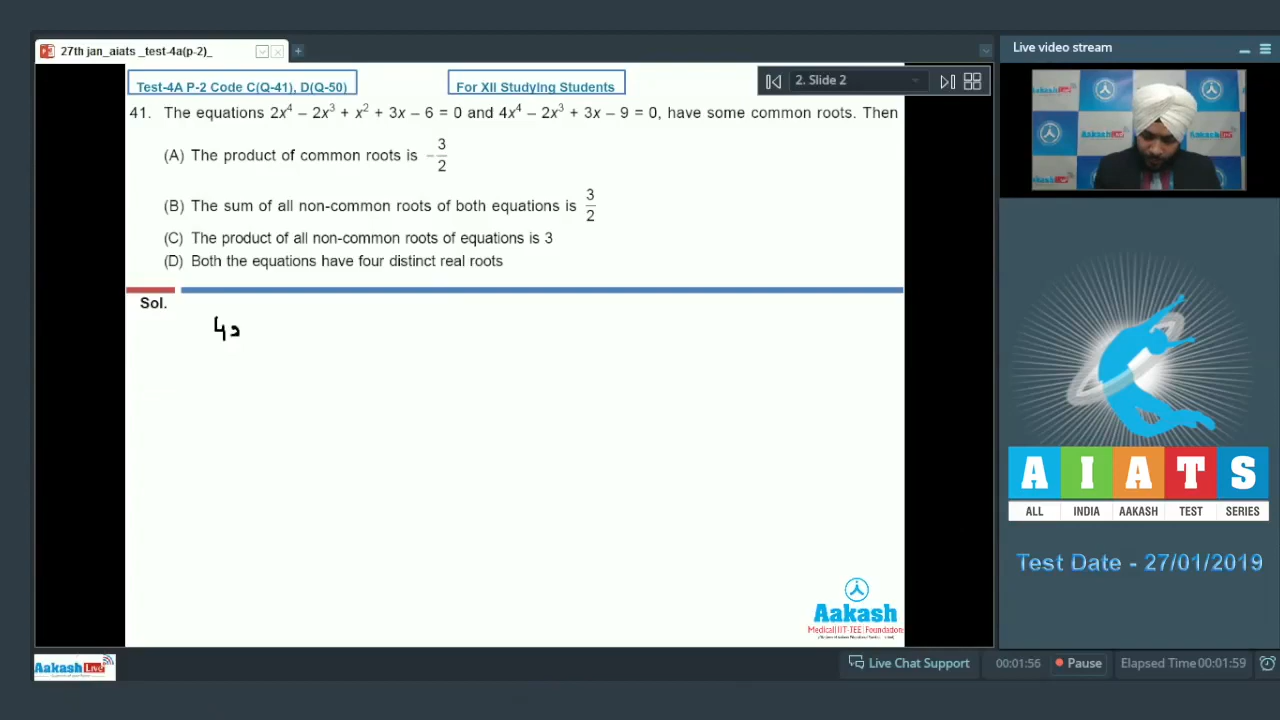 27th jan_aiats _test-4a(p-2)_
Live video stream
Test-4A P-2 Code C(Q-41), D(Q-50)
For XII Studying Students
2. Slide 2
41. The equations 2x⁴ – 2x³ + x² + 3x – 6 = 0 and 4x⁴ – 2x³ + 3x – 9 = 0, have some common roots. Then
(A) The product of common roots is –3/2
(B) The sum of all non-common roots of both equations is 3/2
(C) The product of all non-common roots of equations is 3
(D) Both the equations have four distinct real roots
Sol.
A I A T S
ALL INDIA AAKASH TEST SERIES
Test Date - 27/01/2019
Aakash
Medical|IIT-JEE|Foundations
Aakash Live
Live Chat Support
00:01:56
Pause
Elapsed Time 00:01:59